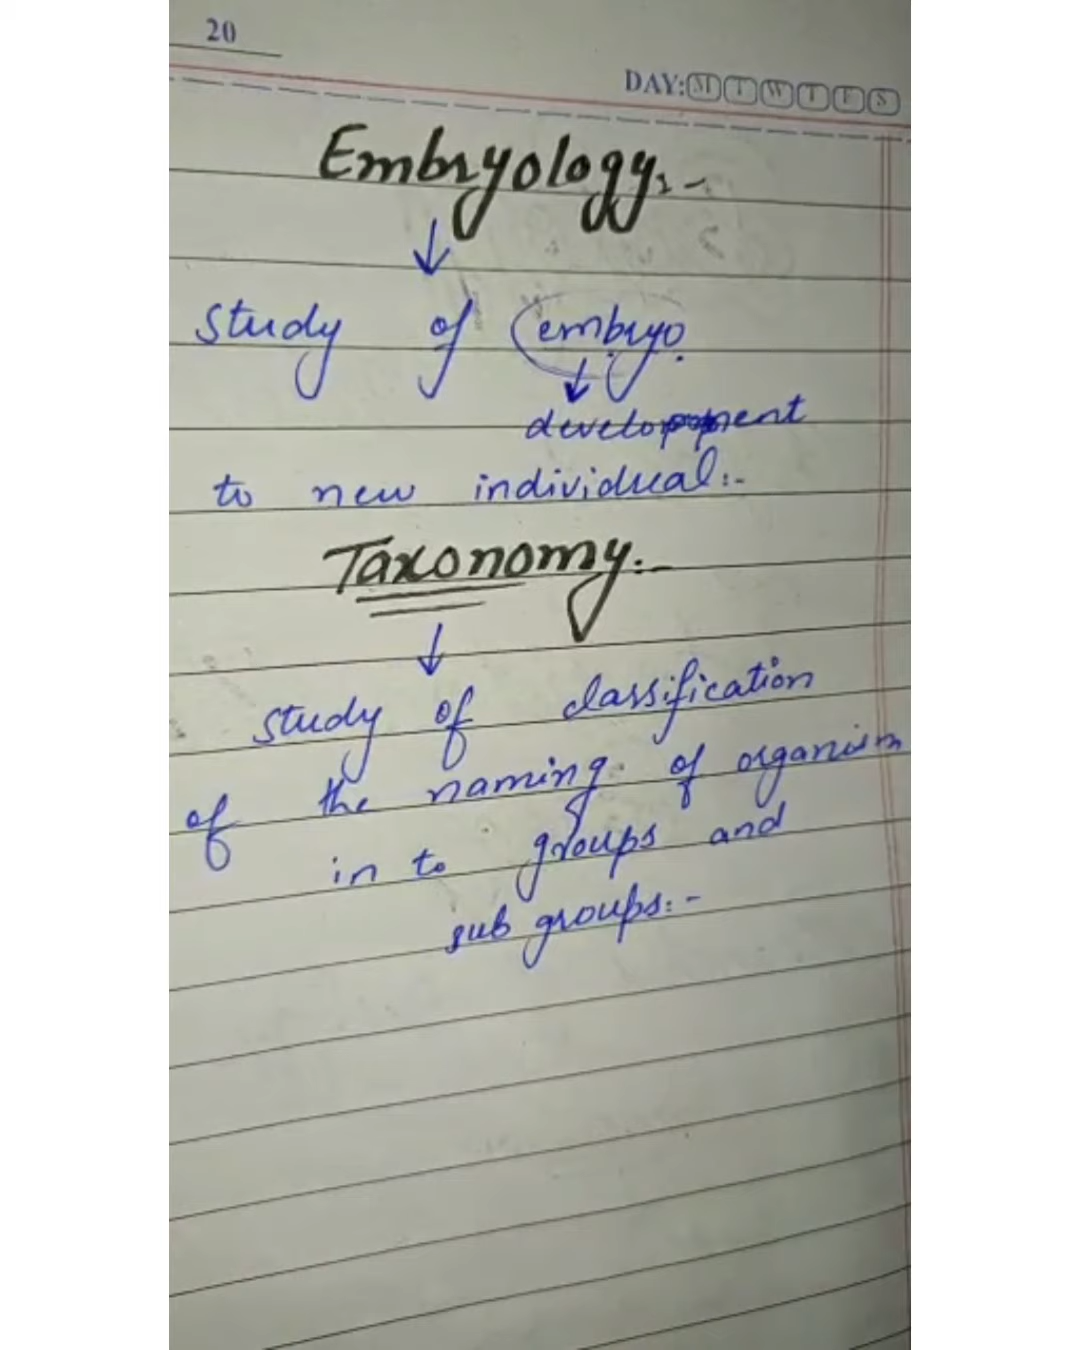 20
DAY: M T W T F S
Embryology:-
↓
study of (embryo.
↓
development
to new individual:-
Taxonomy:-
↓
study of classification
of the naming of organism
in to groups and
sub groups:-